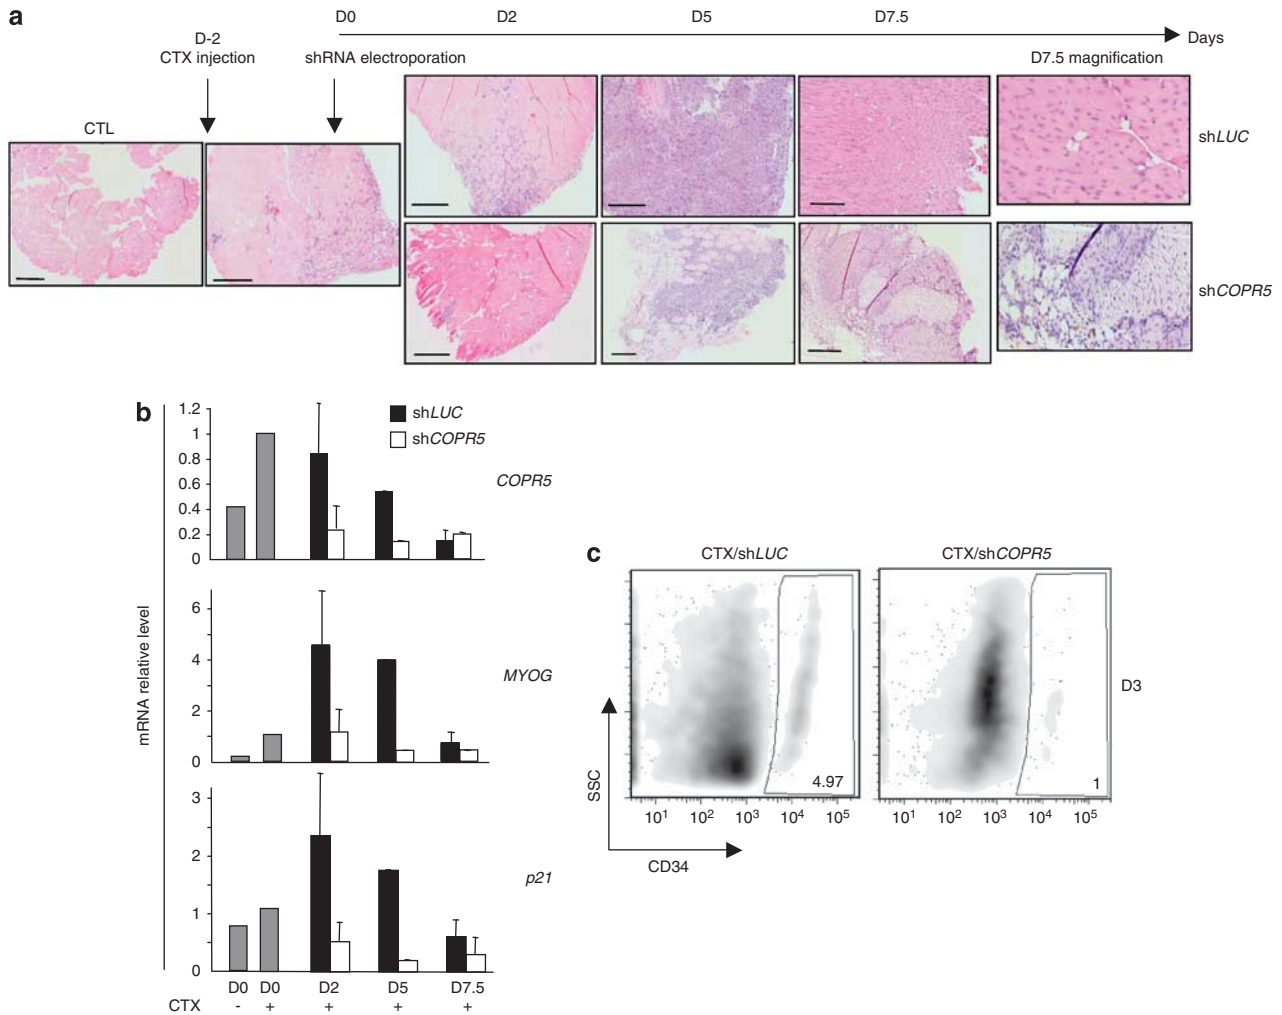 a
D0 D2 D5 D7.5
D-2
CTX injection
shRNA electroporation
Days
D7.5 magnification
CTL
shLUC
shCOPR5
b
1.2
1
0.8
0.6
0.4
0.2
0
shLUC
shCOPR5
COPR5
mRNA relative level
6
4
2
0
MYOG
3
2
1
0
p21
D0 D0 D2 D5 D7.5
CTX - + + + +
c
CTX/shLUC CTX/shCOPR5
4.97
1
D3
SSC
10¹ 10² 10³ 10⁴ 10⁵
10¹ 10² 10³ 10⁴ 10⁵
CD34